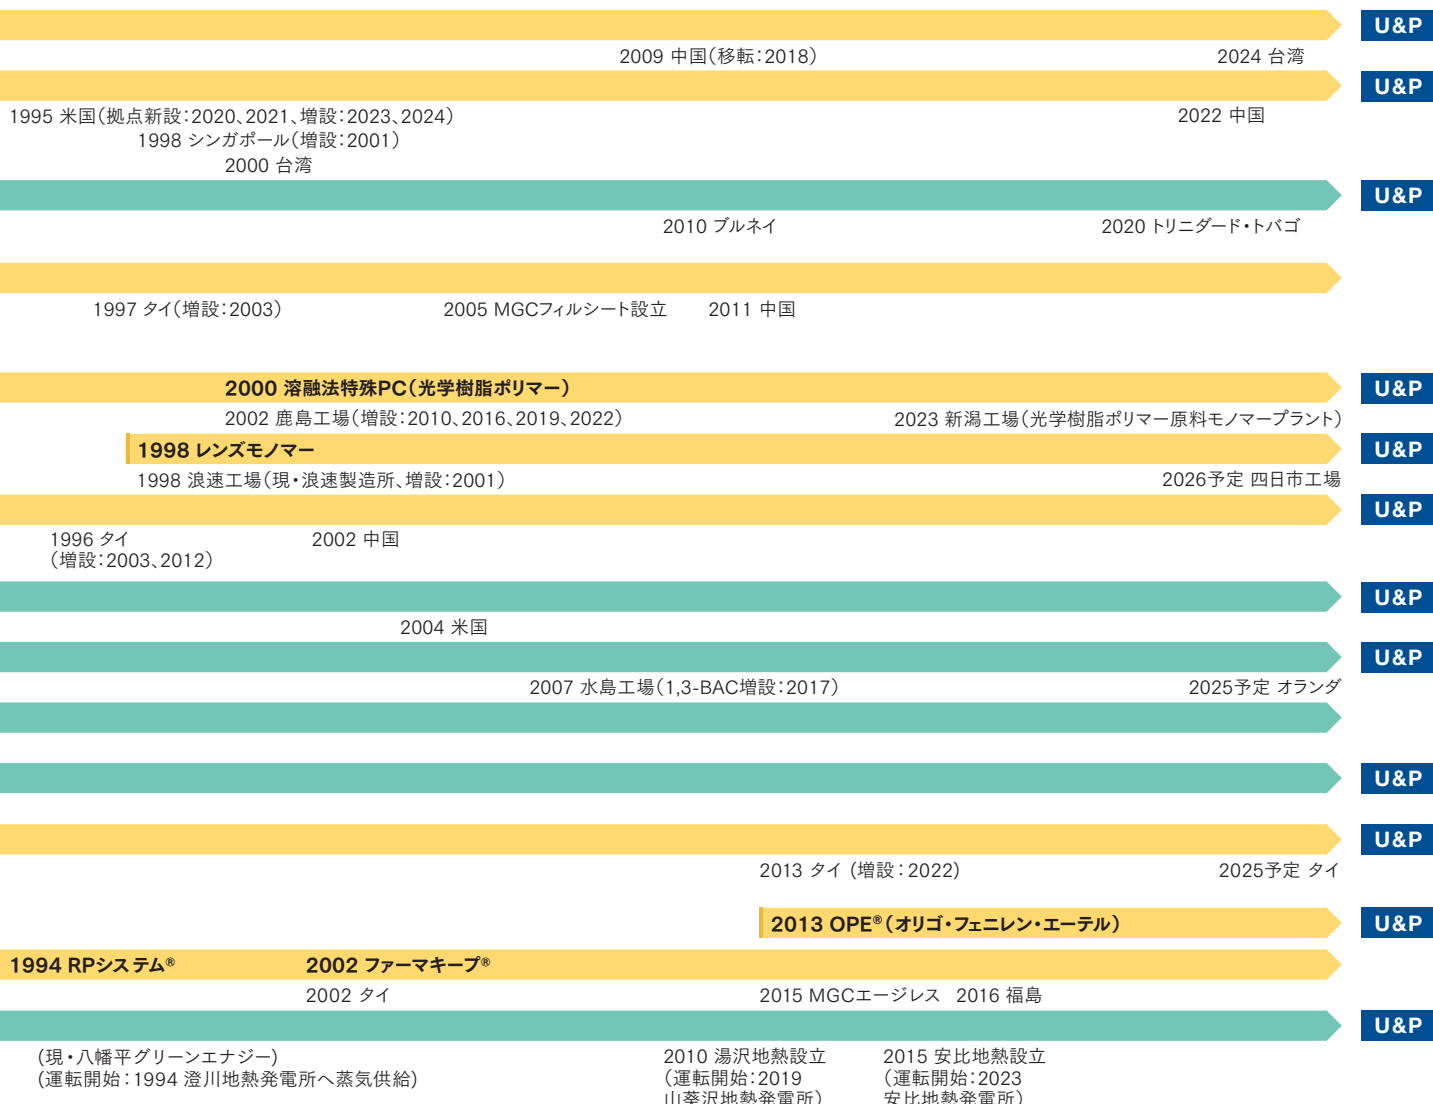 U&P
2009 中国（移転：2018） 2024 台湾
U&P
1995 米国（拠点新設：2020、2021、増設：2023、2024） 2022 中国
1998 シンガポール（増設：2001）
2000 台湾
U&P
2010 ブルネイ 2020 トリニダード・トバゴ
1997 タイ（増設：2003） 2005 MGCフィルシート設立 2011 中国
2000 溶融法特殊PC（光学樹脂ポリマー） U&P
2002 鹿島工場（増設：2010、2016、2019、2022） 2023 新潟工場（光学樹脂ポリマー原料モノマープラント）
1998 レンズモノマー U&P
1998 浪速工場（現・浪速製造所、増設：2001） 2026予定 四日市工場
U&P
1996 タイ 2002 中国
（増設：2003、2012）
U&P
2004 米国
U&P
2007 水島工場（1,3-BAC増設：2017） 2025予定 オランダ
U&P
U&P
2013 タイ (増設：2022) 2025予定 タイ
2013 OPE®（オリゴ・フェニレン・エーテル） U&P
1994 RPシステム® 2002 ファーマキープ®
2002 タイ 2015 MGCエージレス 2016 福島
U&P
(現・八幡平グリーンエナジー) 2010 湯沢地熱設立 2015 安比地熱設立
(運転開始：1994 澄川地熱発電所へ蒸気供給) （運転開始：2019 （運転開始：2023
山葵沢地熱発電所） 安比地熱発電所）